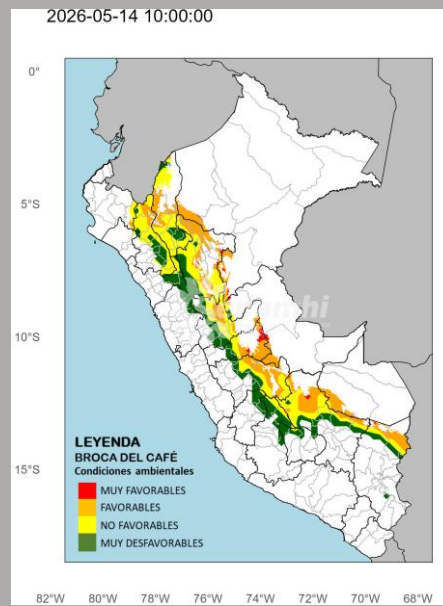 2026-05-14 10:00:00
0°
5°S
10°S
15°S
senamhi
LEYENDA
BROCA DEL CAFÉ
Condiciones ambientales
MUY FAVORABLES
FAVORABLES
NO FAVORABLES
MUY DESFAVORABLES
82°W 80°W 78°W 76°W 74°W 72°W 70°W 68°W